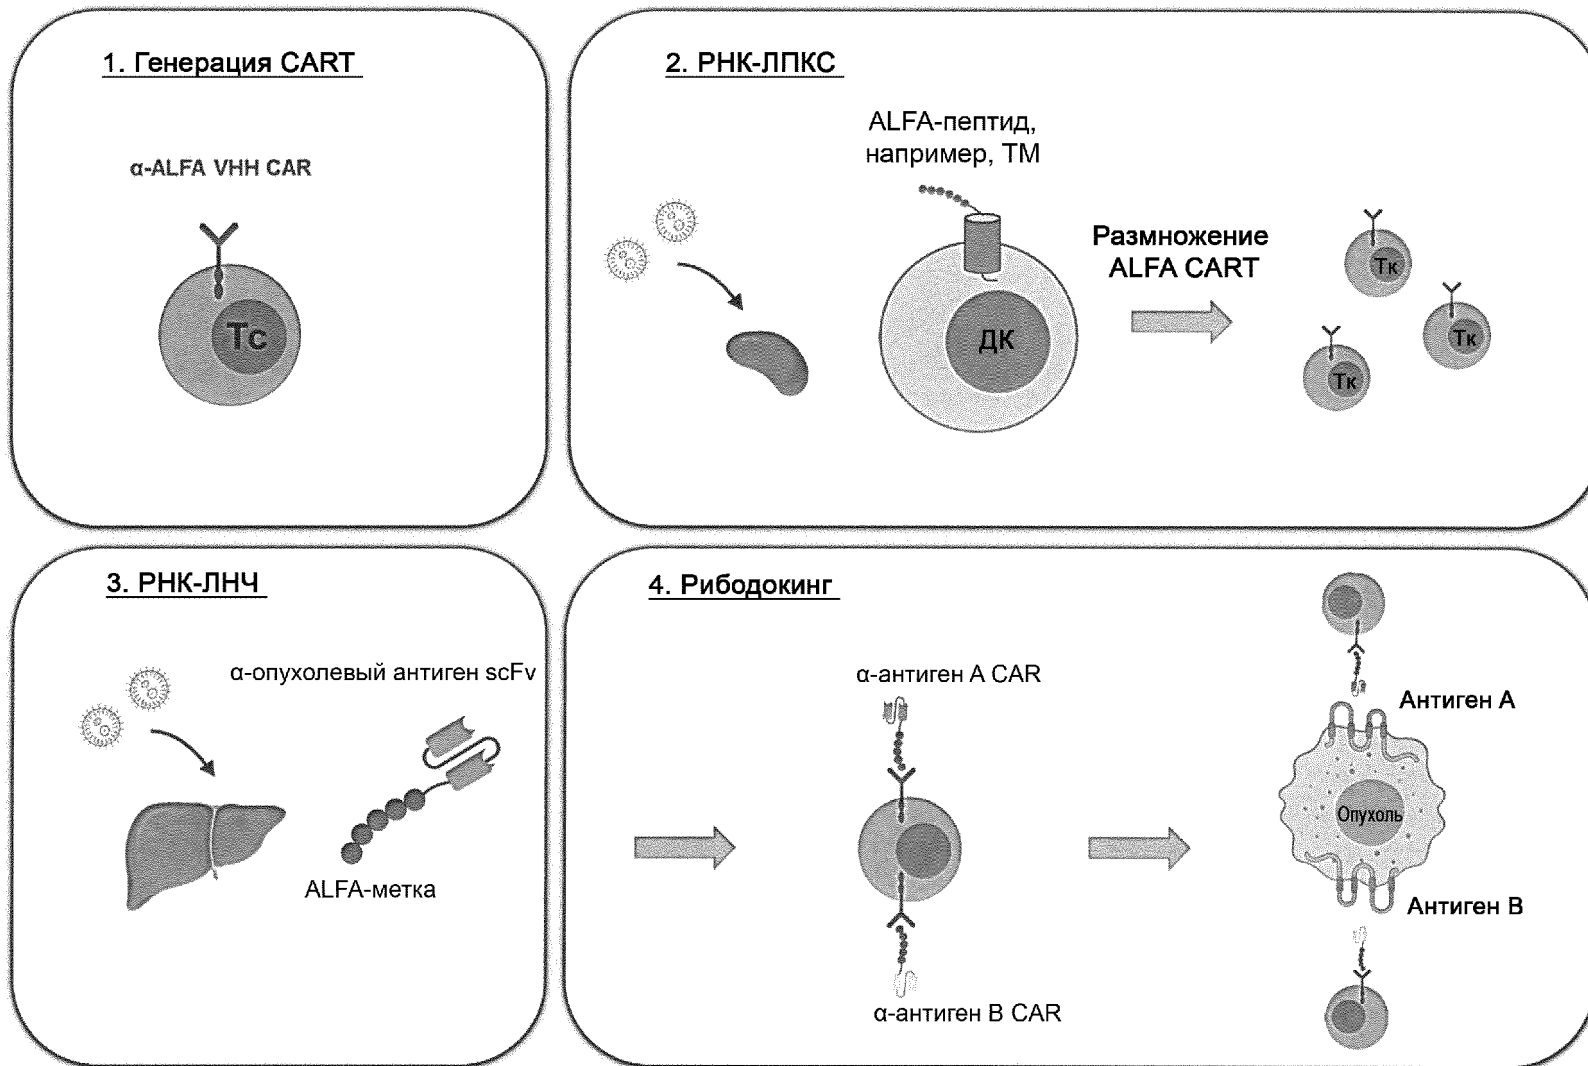 1. Генерация CART
α-ALFA VHH CAR
Tc
2. РНК-ЛПКС
ALFA-пептид,
например, ТМ
ДК
Размножение
ALFA CART
Тк
Тк
Тк
3. РНК-ЛНЧ
α-опухолевый антиген scFv
ALFA-метка
4. Рибодокинг
α-антиген A CAR
α-антиген B CAR
Антиген A
Опухоль
Антиген B